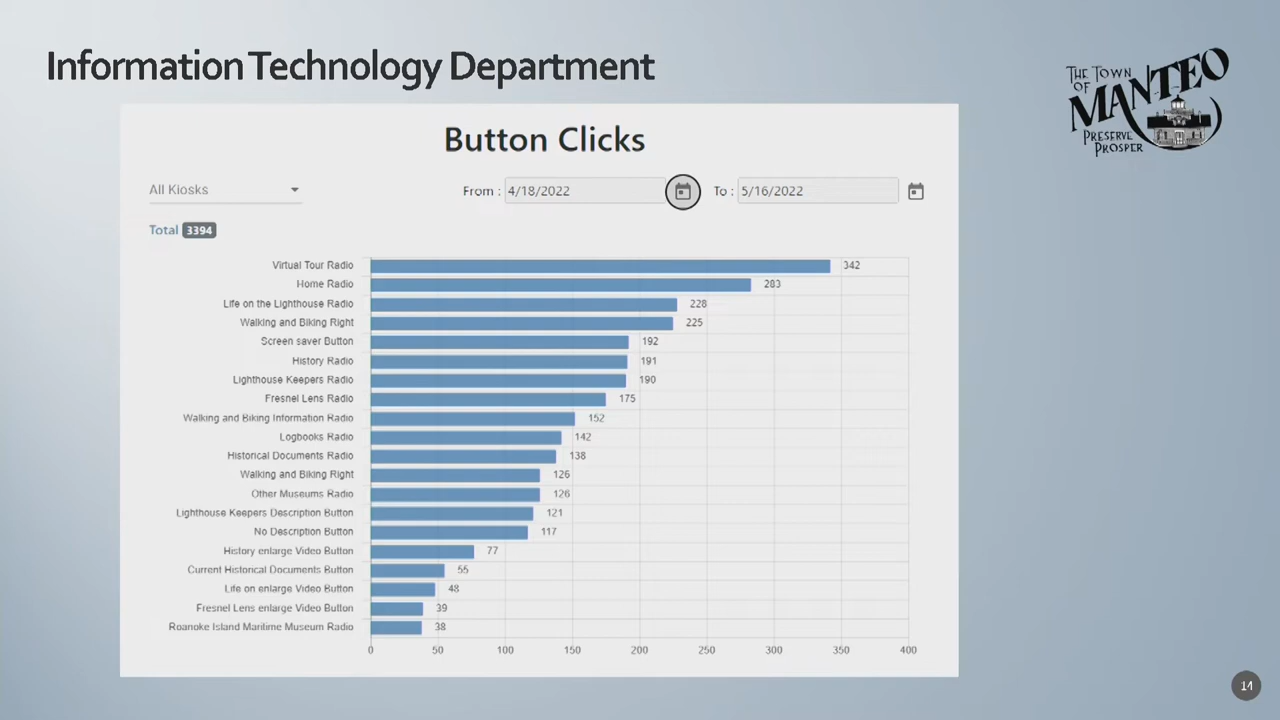 Information Technology Department
THE TOWN
OF
MANTEO
PRESERVE
PROSPER
Button Clicks
All Kiosks
From : 4/18/2022
To : 5/16/2022
Total 3394
Virtual Tour Radio 342
Home Radio 283
Life on the Lighthouse Radio 228
Walking and Biking Right 225
Screen saver Button 192
History Radio 191
Lighthouse Keepers Radio 190
Fresnel Lens Radio 175
Walking and Biking Information Radio 152
Logbooks Radio 142
Historical Documents Radio 138
Walking and Biking Right 126
Other Museums Radio 126
Lighthouse Keepers Description Button 121
No Description Button 117
History enlarge Video Button 77
Current Historical Documents Button 55
Life on enlarge Video Button 48
Fresnel Lens enlarge Video Button 39
Roanoke Island Maritime Museum Radio 38
0 50 100 150 200 250 300 350 400
14